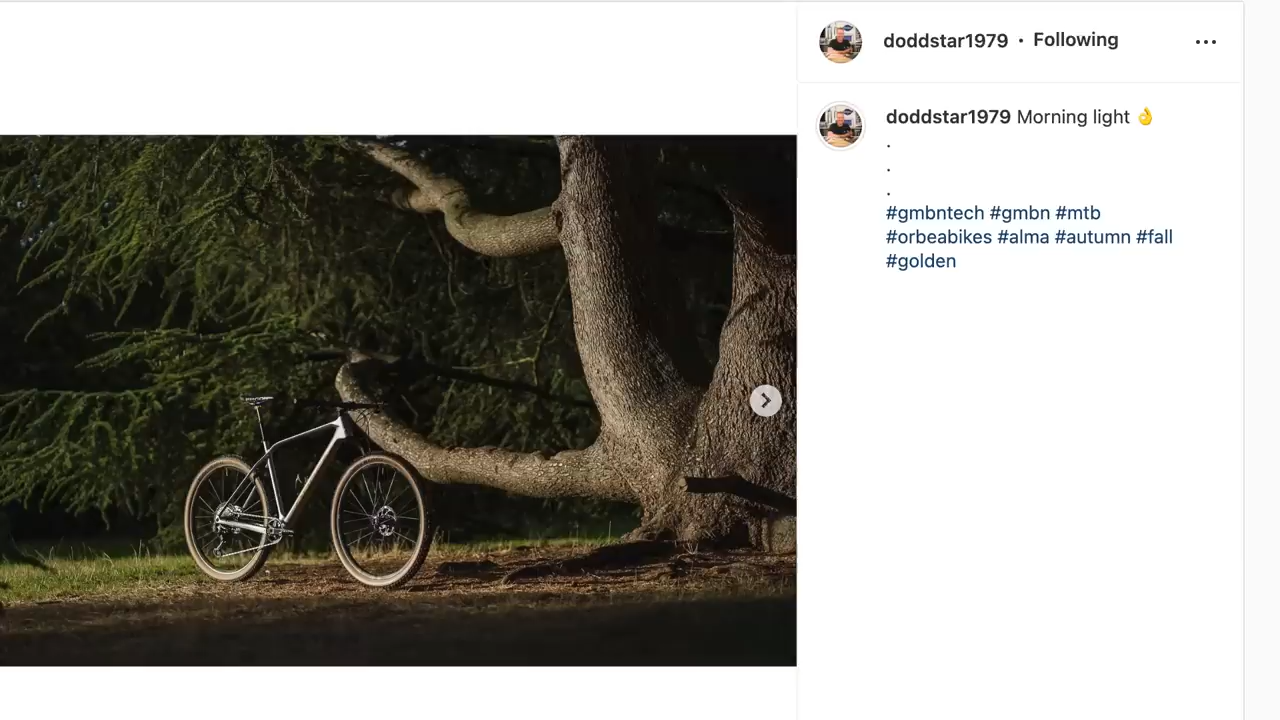 doddstar1979 • Following
doddstar1979 Morning light 👌
.
.
.
#gmbntech #gmbn #mtb
#orbeabikes #alma #autumn #fall
#golden